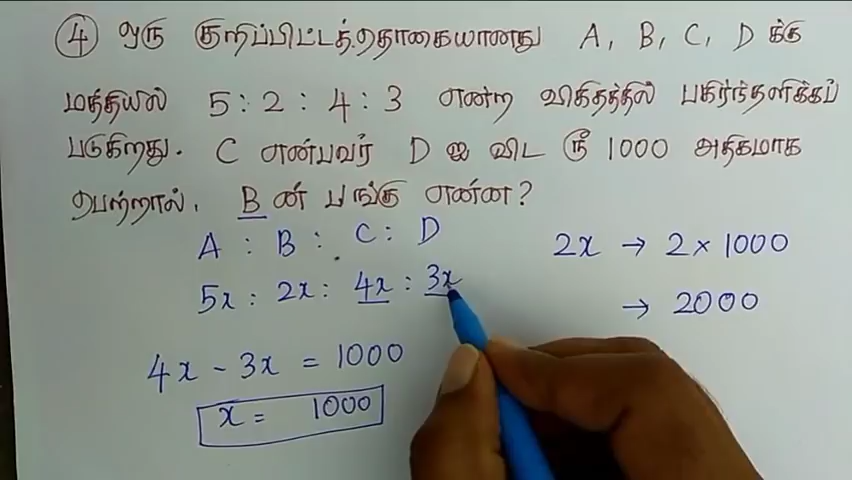 ④ ஒரு குறிப்பிட்டத்தொகையானது A, B, C, D க்கு
மத்தியில் 5 : 2 : 4 : 3 என்ற விகிதத்தில் பகிர்ந்தளிக்கப்
படுகிறது. C என்பவர் D ஐ விட ரூ 1000 அதிகமாக
பெற்றால். B ன் பங்கு என்ன?
A : B : C : D
5x : 2x : 4x : 3x
4x - 3x = 1000
x = 1000
2x → 2 × 1000
→ 2000